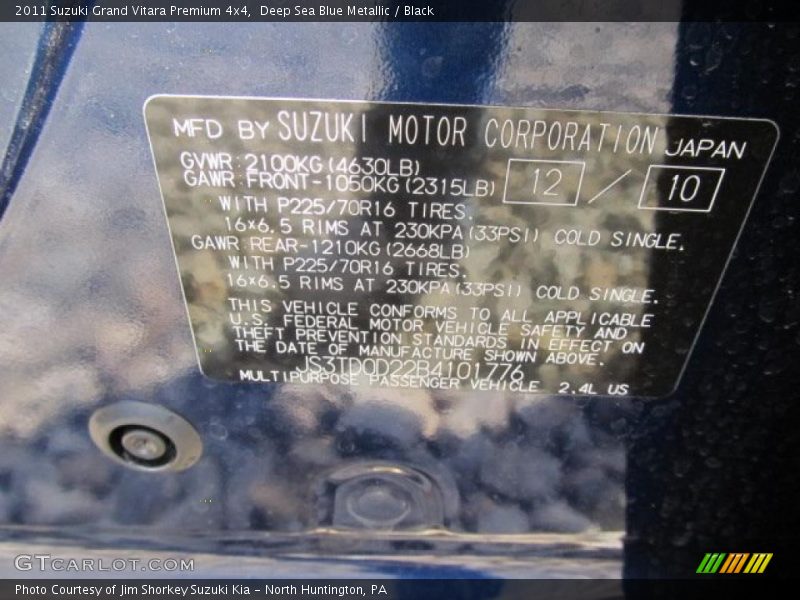 2011 Suzuki Grand Vitara Premium 4x4, Deep Sea Blue Metallic / Black
MFD BY SUZUKI MOTOR CORPORATION JAPAN
GVWR:2100KG(4630LB)
GAWR:FRONT-1050KG(2315LB) 12 / 10
WITH P225/70R16 TIRES.
16×6.5 RIMS AT 230KPA(33PSI) COLD SINGLE.
GAWR:REAR-1210KG(2668LB)
WITH P225/70R16 TIRES.
16×6.5 RIMS AT 230KPA(33PSI) COLD SINGLE.
THIS VEHICLE CONFORMS TO ALL APPLICABLE
U.S. FEDERAL MOTOR VEHICLE SAFETY AND
THEFT PREVENTION STANDARDS IN EFFECT ON
THE DATE OF MANUFACTURE SHOWN ABOVE.
JS3TD0D22B4101776
MULTIPURPOSE PASSENGER VEHICLE 2.4L US
GTCARLOT.COM
Photo Courtesy of Jim Shorkey Suzuki Kia - North Huntington, PA